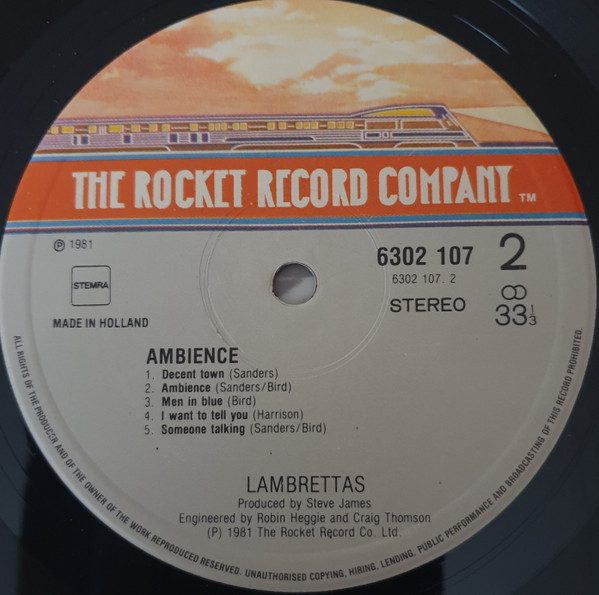 THE ROCKET RECORD COMPANY ™
℗ 1981
6302 107 2
6302 107. 2
STEMRA
STEREO
33 1/3
MADE IN HOLLAND
AMBIENCE
1. Decent town (Sanders)
2. Ambience (Sanders/Bird)
3. Men in blue (Bird)
4. I want to tell you (Harrison)
5. Someone talking (Sanders/Bird)
LAMBRETTAS
Produced by Steve James
Engineered by Robin Heggie and Craig Thomson
(P) 1981 The Rocket Record Co. Ltd.
ALL RIGHTS OF THE PRODUCER AND OF THE OWNER OF THE WORK REPRODUCED RESERVED. UNAUTHORISED COPYING, HIRING, LENDING, PUBLIC PERFORMANCE AND BROADCASTING OF THIS RECORD PROHIBITED.